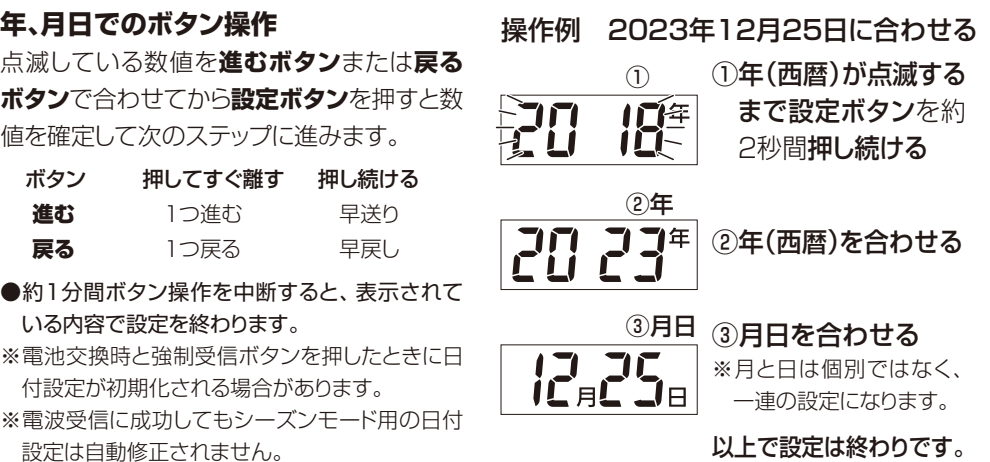 年、月日でのボタン操作
点滅している数値を進むボタンまたは戻る
ボタンで合わせてから設定ボタンを押すと数
値を確定して次のステップに進みます。
ボタン 押してすぐ離す 押し続ける
進む 1つ進む 早送り
戻る 1つ戻る 早戻し
●約1分間ボタン操作を中断すると、表示されて
いる内容で設定を終わります。
※電池交換時と強制受信ボタンを押したときに日
付設定が初期化される場合があります。
※電波受信に成功してもシーズンモード用の日付
設定は自動修正されません。
操作例 2023年12月25日に合わせる
①
20 18年
①年(西暦)が点滅する
まで設定ボタンを約
2秒間押し続ける
②年
20 23年
②年(西暦)を合わせる
③月日
12月25日
③月日を合わせる
※月と日は個別ではなく、
一連の設定になります。
以上で設定は終わりです。